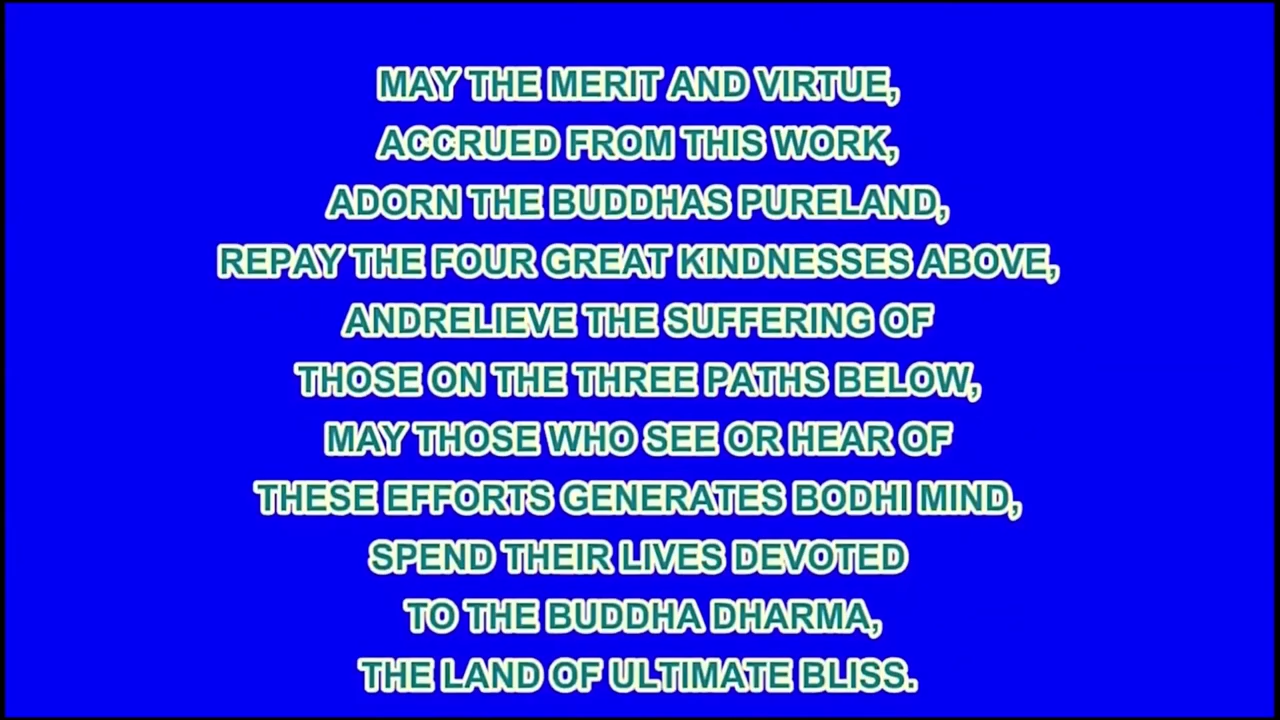 MAY THE MERIT AND VIRTUE,
ACCRUED FROM THIS WORK,
ADORN THE BUDDHAS PURELAND,
REPAY THE FOUR GREAT KINDNESSES ABOVE,
ANDRELIEVE THE SUFFERING OF
THOSE ON THE THREE PATHS BELOW,
MAY THOSE WHO SEE OR HEAR OF
THESE EFFORTS GENERATES BODHI MIND,
SPEND THEIR LIVES DEVOTED
TO THE BUDDHA DHARMA,
THE LAND OF ULTIMATE BLISS.